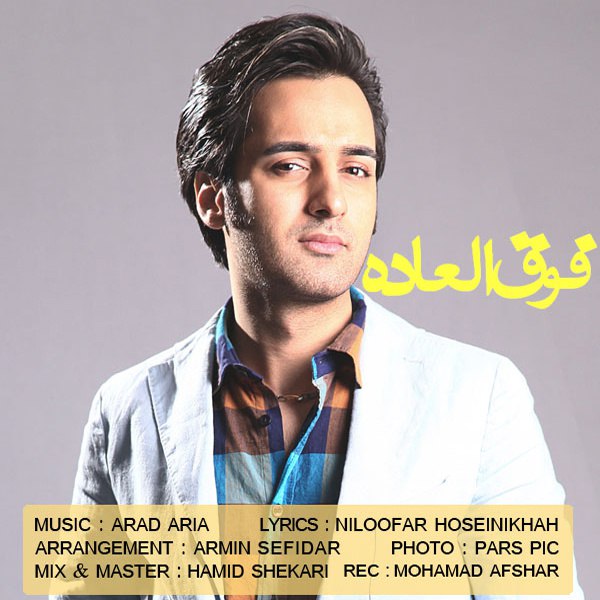 فوق العاده
MUSIC : ARAD ARIA LYRICS : NILOOFAR HOSEINIKHAH
ARRANGEMENT : ARMIN SEFIDAR PHOTO : PARS PIC
MIX & MASTER : HAMID SHEKARI REC : MOHAMAD AFSHAR